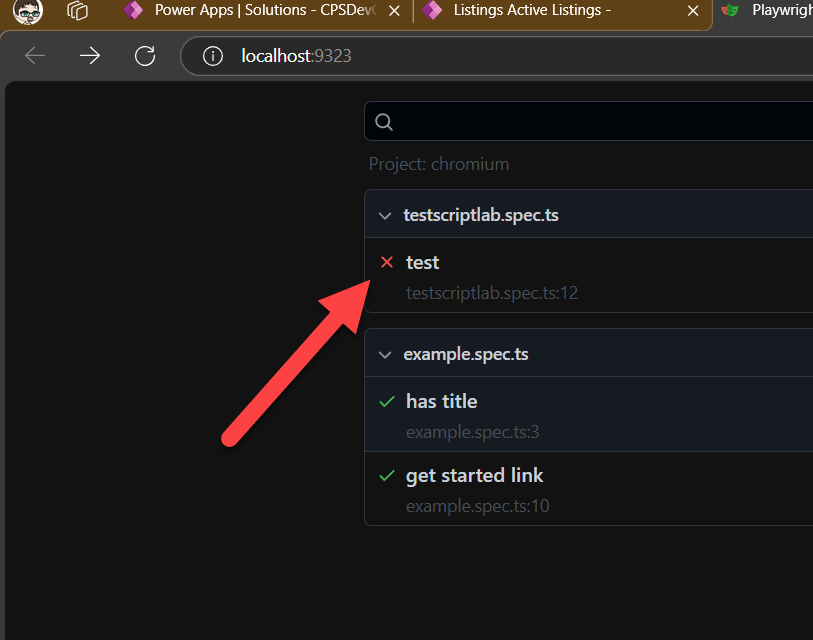 Power Apps | Solutions - CPSDev
Listings Active Listings -
Playwrigh
localhost:9323
Project: chromium
testscriptlab.spec.ts
test
testscriptlab.spec.ts:12
example.spec.ts
has title
example.spec.ts:3
get started link
example.spec.ts:10